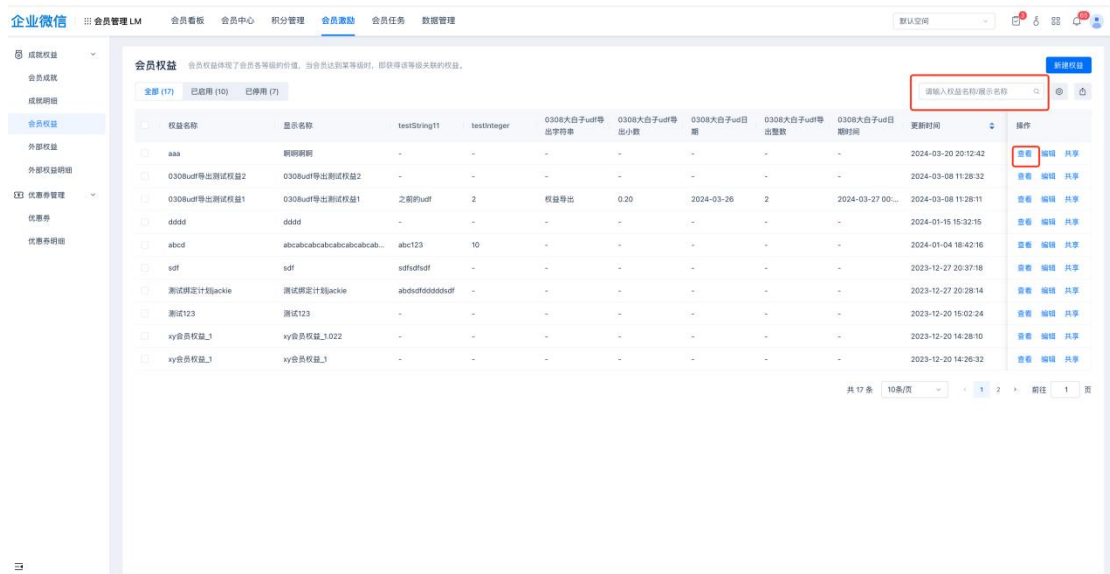 企业微信 会员管理 LM 会员看板 会员中心 积分管理 会员激励 会员任务 数据管理 默认空间
成就权益
会员成就
成就明细
会员权益
外部权益
外部权益明细
优惠券管理
优惠券
优惠券明细
会员权益 会员权益体现了会员各等级的价值，当会员达到某等级时，即获得该等级关联的权益。 新建权益
全部 (17) 已启用 (10) 已停用 (7) 请输入权益名称/展示名称
权益名称 显示名称 testString11 testInteger 0308大白子udf导出字符串 0308大白子udf导出小数 0308大白子ud日期 0308大白子udf导出整数 0308大白子ud日期时间 更新时间 操作
aaa 啊啊啊啊 - - - - - - - 2024-03-20 20:12:42 查看 编辑 共享
0308udf导出测试权益2 0308udf导出测试权益2 - - - - - - - 2024-03-08 11:28:32 查看 编辑 共享
0308udf导出测试权益1 0308udf导出测试权益1 之前的udf 2 权益导出 0.20 2024-03-26 2 2024-03-27 00:... 2024-03-08 11:28:11 查看 编辑 共享
dddd dddd - - - - - - - 2024-01-15 15:32:15 查看 编辑 共享
abcd abcabcabcabcabcabcabcab... abc123 10 - - - - - 2024-01-04 18:42:16 查看 编辑 共享
sdf sdf sdfsdfsdf - - - - - - 2023-12-27 20:37:18 查看 编辑 共享
测试绑定计划jackie 测试绑定计划jackie abdsdfdddddsdf - - - - - - 2023-12-27 20:28:14 查看 编辑 共享
测试123 测试123 - - - - - - - 2023-12-20 15:02:24 查看 编辑 共享
xy会员权益_1 xy会员权益_1.022 - - - - - - - 2023-12-20 14:28:10 查看 编辑 共享
xy会员权益_1 xy会员权益_1 - - - - - - - 2023-12-20 14:26:32 查看 编辑 共享
共 17 条 10条/页 1 2 前往 1 页